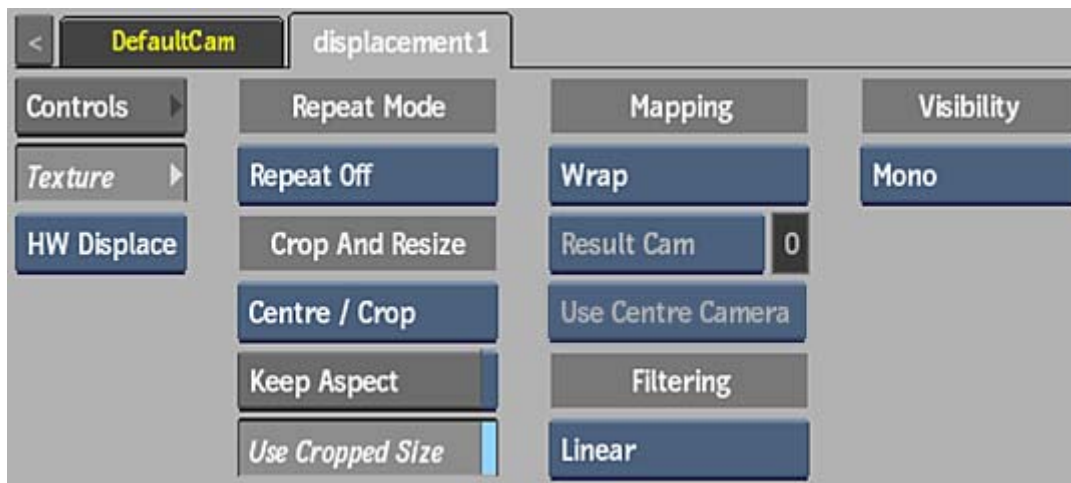 < DefaultCam displacement1
Controls Repeat Mode Mapping Visibility
Texture Repeat Off Wrap Mono
HW Displace Crop And Resize Result Cam 0
Centre / Crop Use Centre Camera
Keep Aspect Filtering
Use Cropped Size Linear